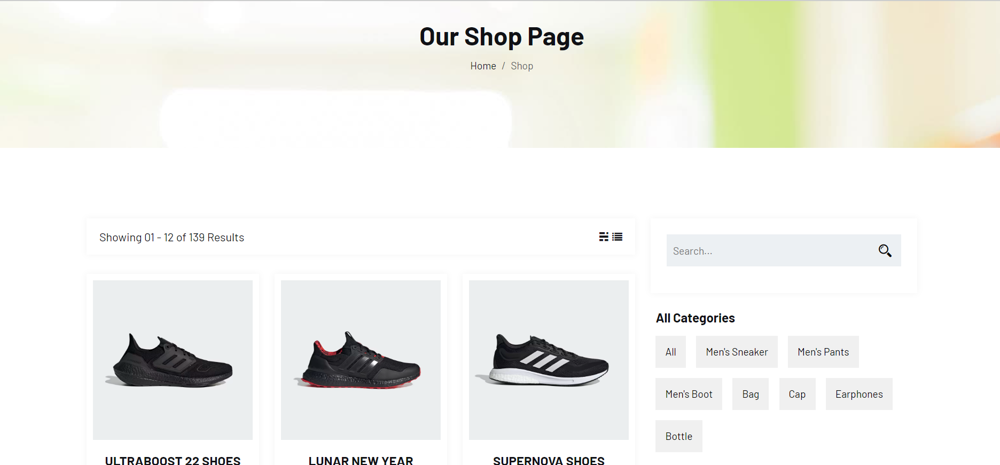 Our Shop Page
Home / Shop
Showing 01 - 12 of 139 Results
Search...
ULTRABOOST 22 SHOES
LUNAR NEW YEAR
SUPERNOVA SHOES
All Categories
All
Men's Sneaker
Men's Pants
Men's Boot
Bag
Cap
Earphones
Bottle